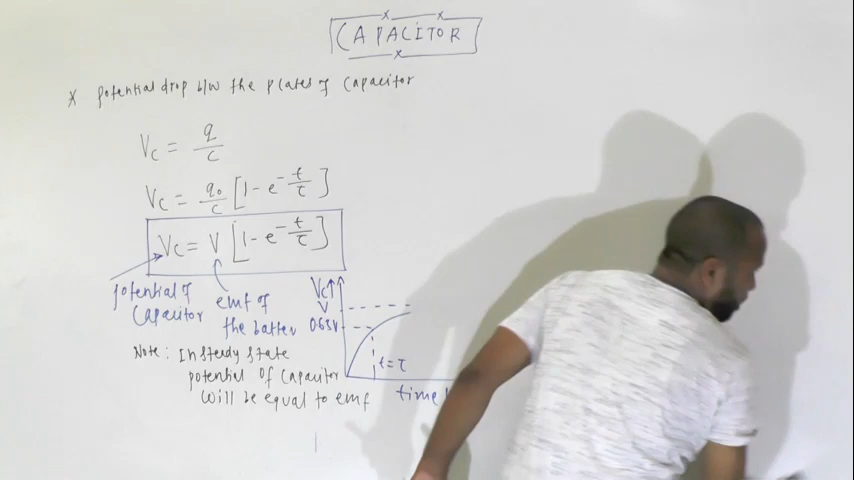 CAPACITOR
* potential drop b/w the plates of capacitor
Vc = q/c
Vc = q₀/c [1 - e^-t/τ]
Vc = V [1 - e^-t/τ]
potential of capacitor
emf of the batter
Vc↑
V
0.63V
t = τ
time
Note : In steady state
potential of capacitor
will be equal to emf